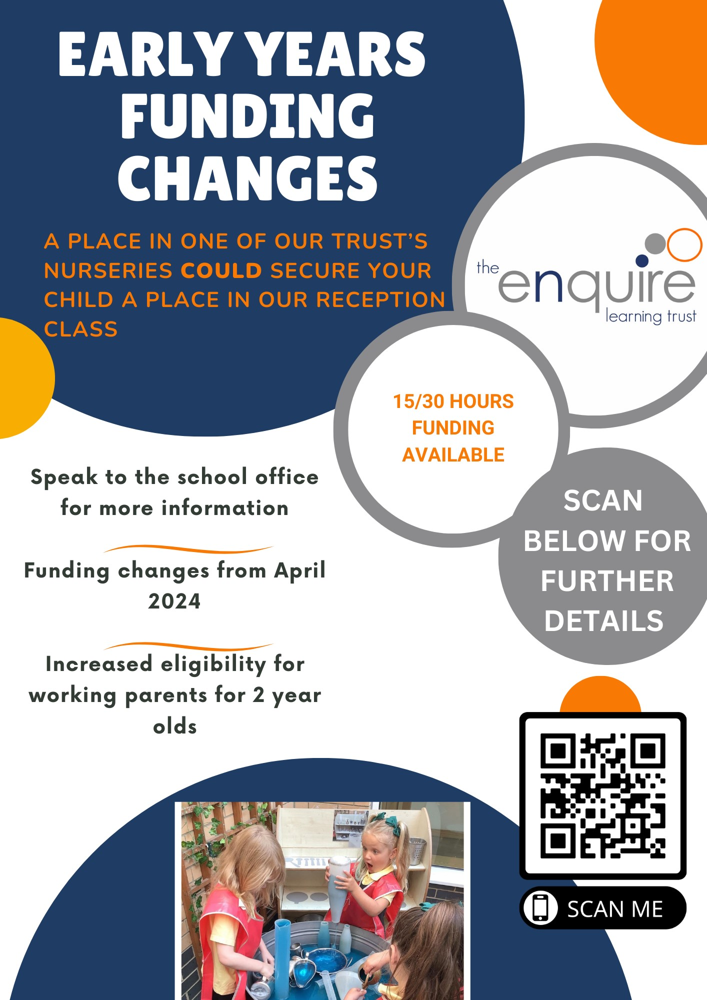 EARLY YEARS
FUNDING
CHANGES
A PLACE IN ONE OF OUR TRUST’S
NURSERIES COULD SECURE YOUR
CHILD A PLACE IN OUR RECEPTION
CLASS
the
enquire
learning trust
15/30 HOURS
FUNDING
AVAILABLE
Speak to the school office
for more information
SCAN
BELOW FOR
FURTHER
DETAILS
Funding changes from April
2024
Increased eligibility for
working parents for 2 year
olds
SCAN ME